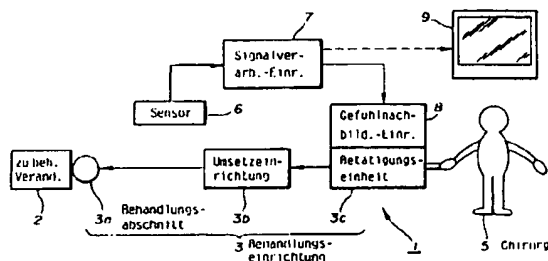 7
9
Signalver-
arb.-Einr.
Sensor
6
Gefühlnach-
bild.-Einr.
8
zu beh.
Umsetzein-
richtung
Betätigungs-
einheit
2
3a
3b
3c
Behandlungs-
abschnitt
3 Behandlungs-
einrichtung
1
5 Chirurg